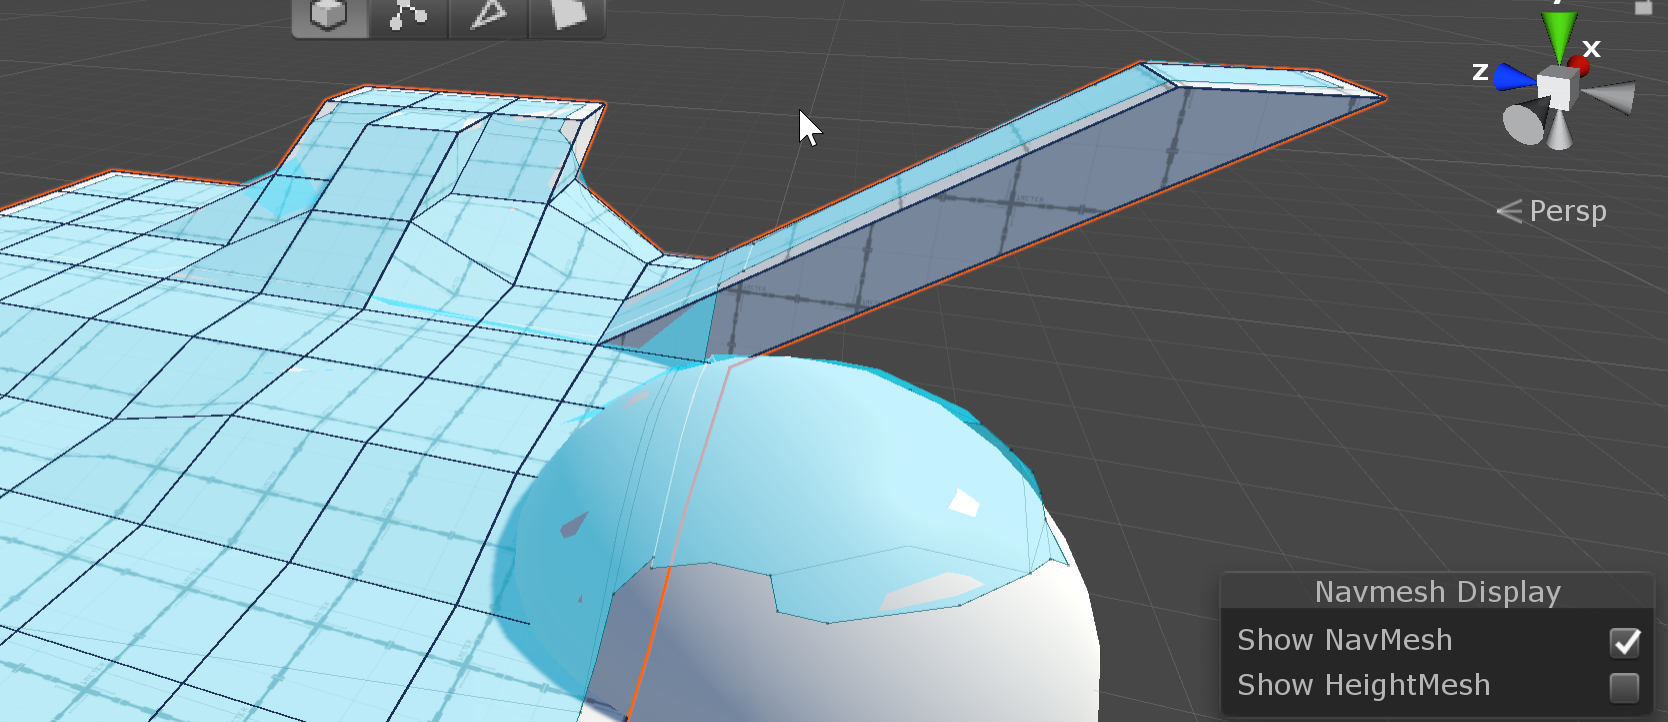 x
z
Persp
Navmesh Display
Show NavMesh
Show HeightMesh